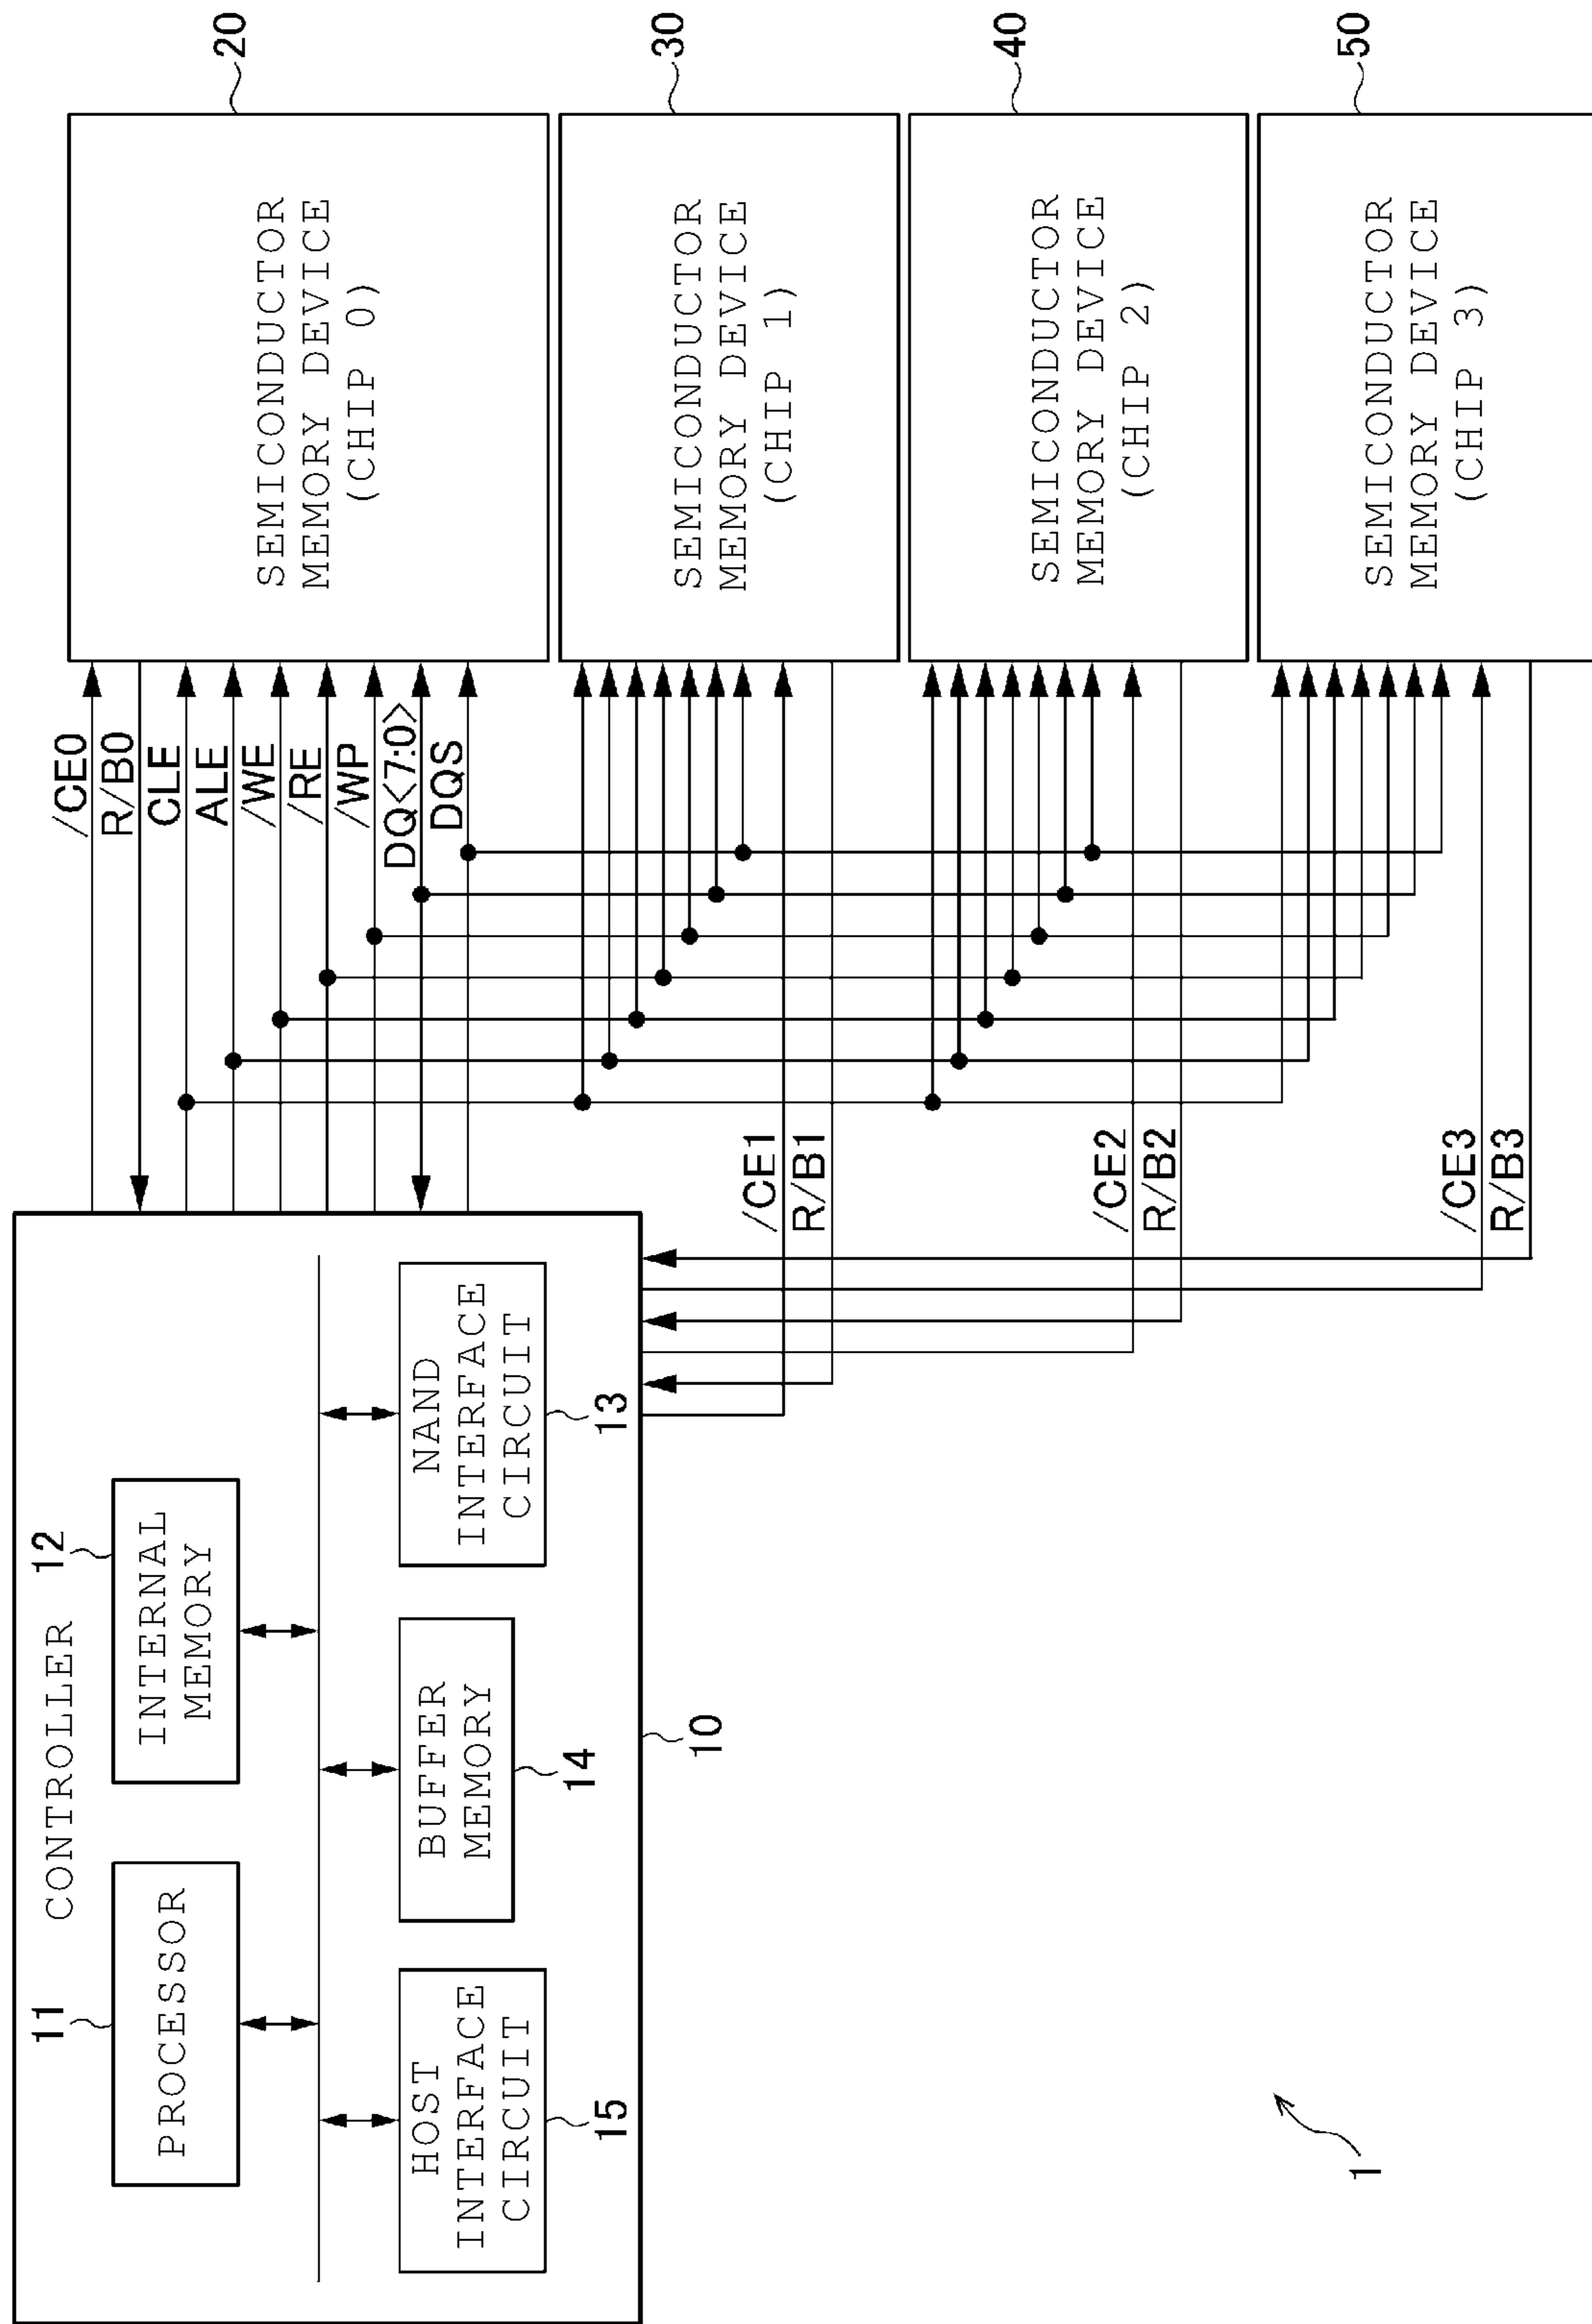 CONTROLLER
11
PROCESSOR
12
INTERNAL
MEMORY
HOST
INTERFACE
CIRCUIT
15
BUFFER
MEMORY
14
NAND
INTERFACE
CIRCUIT
13
10
/CE0
R/B0
CLE
ALE
/WE
/RE
/WP
DQ<7:0>
DQS
/CE1
R/B1
/CE2
R/B2
/CE3
R/B3
SEMICONDUCTOR
MEMORY DEVICE
(CHIP 0)
20
SEMICONDUCTOR
MEMORY DEVICE
(CHIP 1)
30
SEMICONDUCTOR
MEMORY DEVICE
(CHIP 2)
40
SEMICONDUCTOR
MEMORY DEVICE
(CHIP 3)
50
1